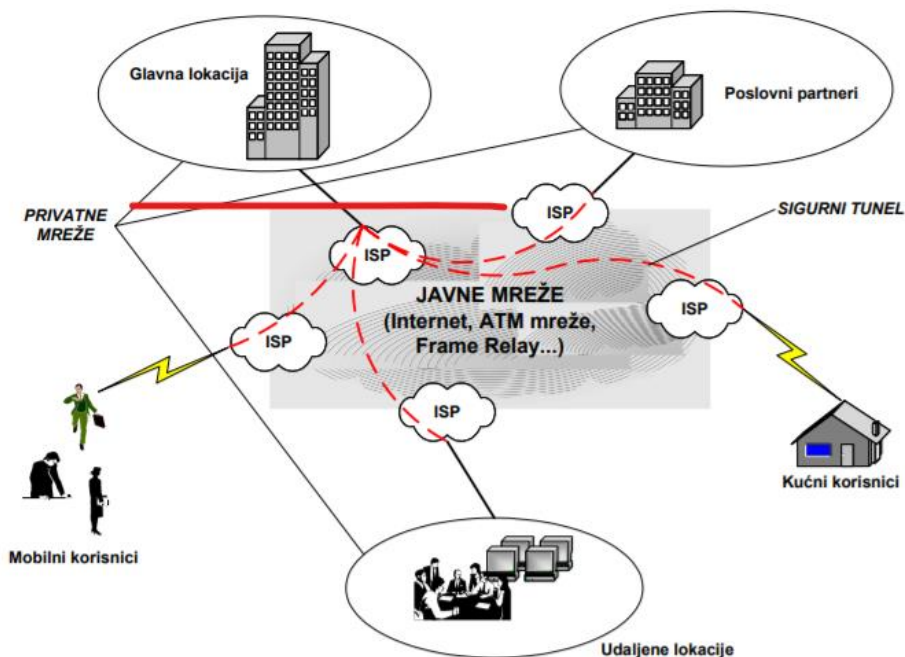 Glavna lokacija
Poslovni partneri
PRIVATNE
MREŽE
ISP
SIGURNI TUNEL
ISP
JAVNE MREŽE
(Internet, ATM mreže,
Frame Relay...)
ISP
ISP
ISP
Kućni korisnici
Mobilni korisnici
Udaljene lokacije